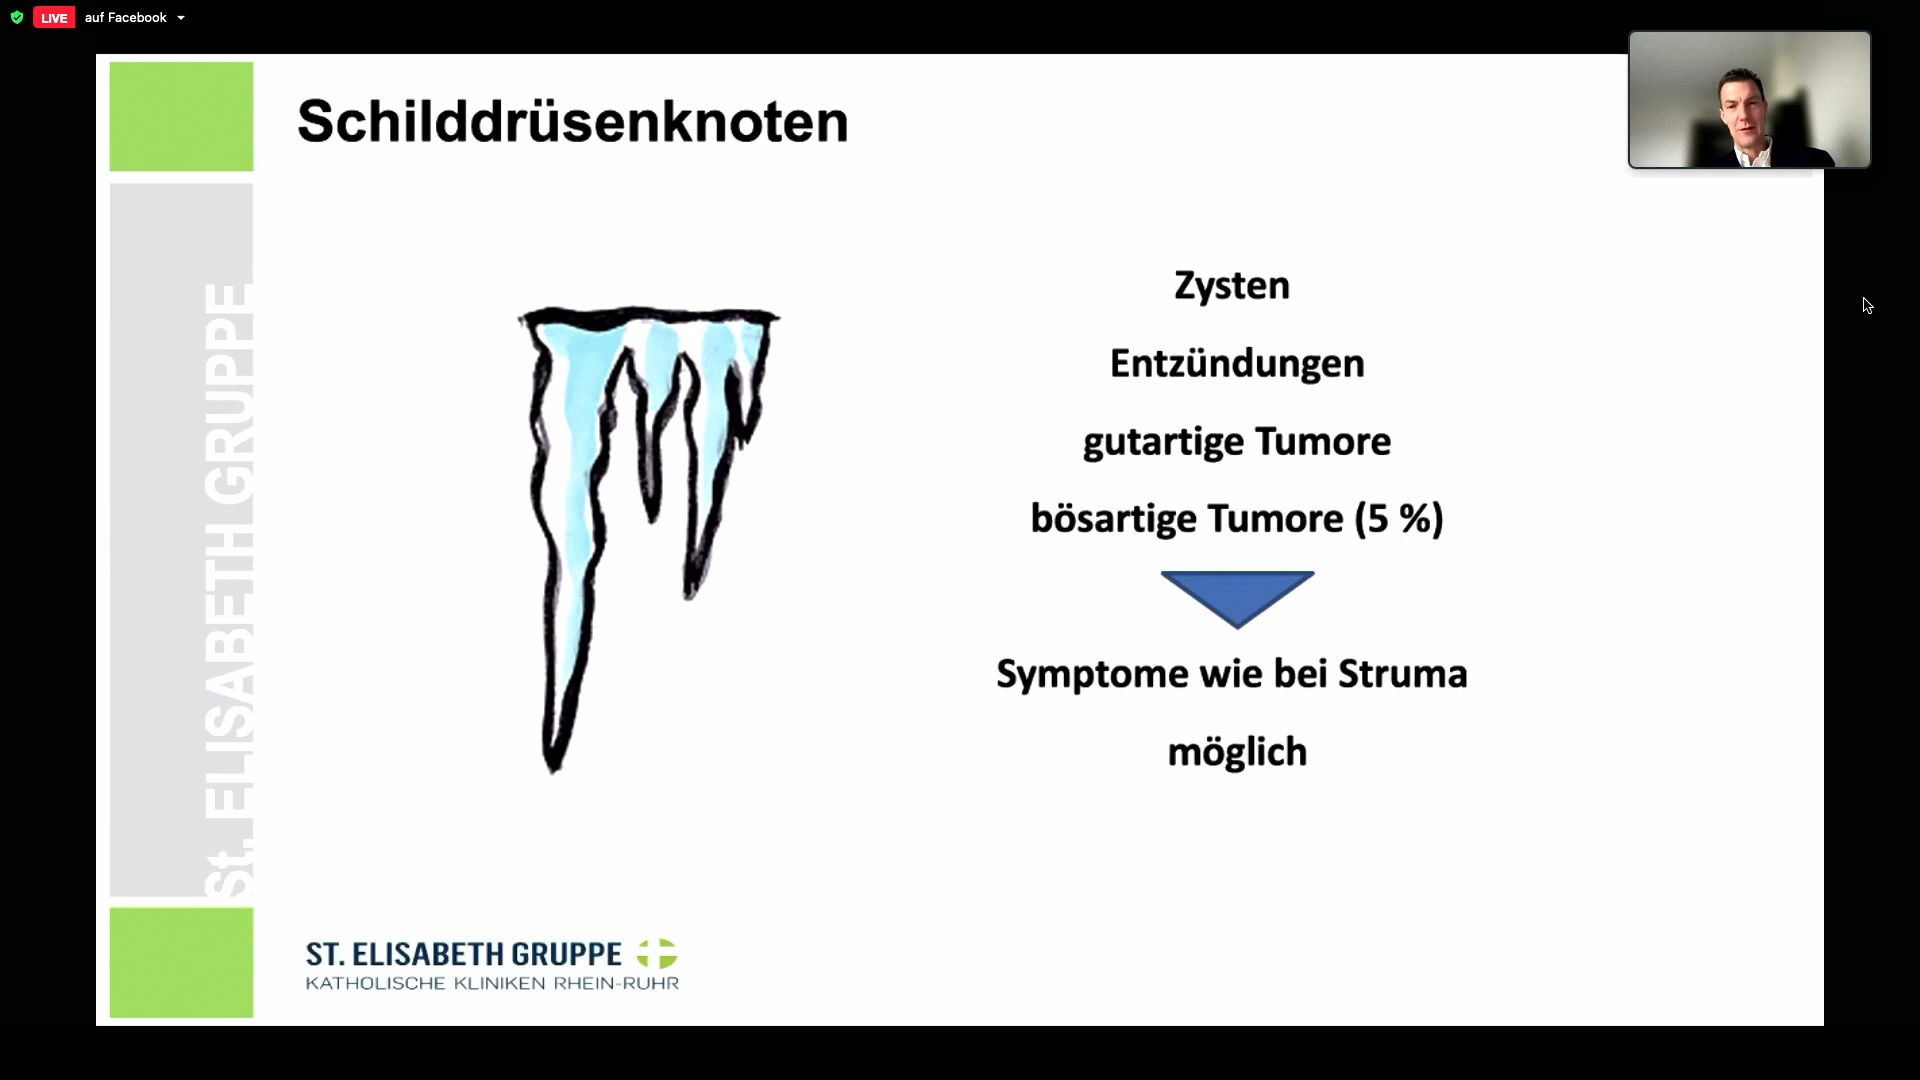 LIVE auf Facebook
Schilddrüsenknoten
Zysten
Entzündungen
gutartige Tumore
bösartige Tumore (5 %)
Symptome wie bei Struma
möglich
St. ELISABETH GRUPPE
ST. ELISABETH GRUPPE
KATHOLISCHE KLINIKEN RHEIN-RUHR